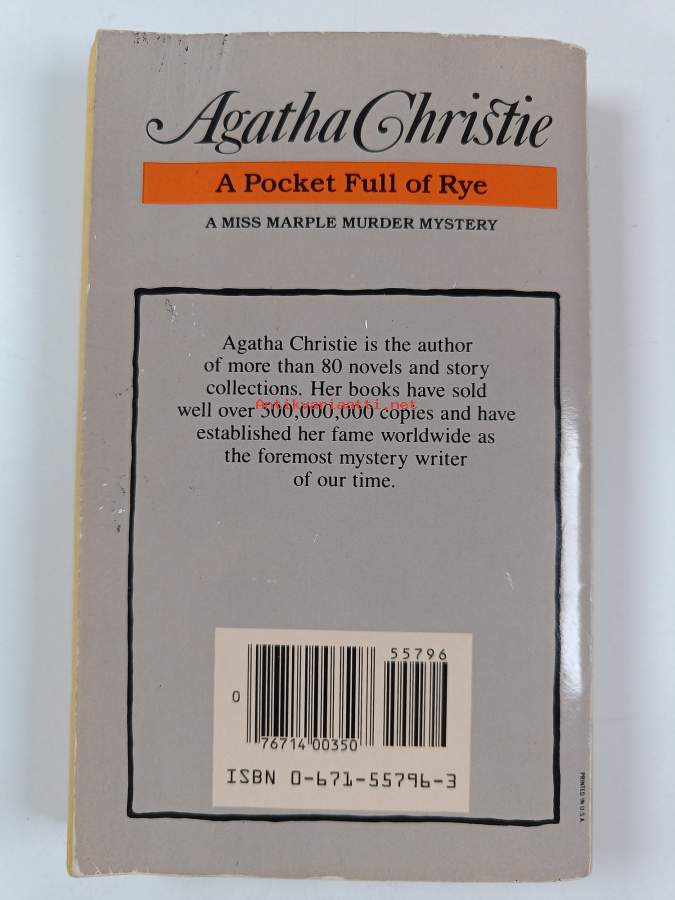 Agatha Christie
A Pocket Full of Rye
A MISS MARPLE MURDER MYSTERY
Agatha Christie is the author
of more than 80 novels and story
collections. Her books have sold
Antikvariaatti.net
well over 500,000,000 copies and have
established her fame worldwide as
the foremost mystery writer
of our time.
55796
0
76714 00350
ISBN 0-671-55796-3
PRINTED IN U.S.A.